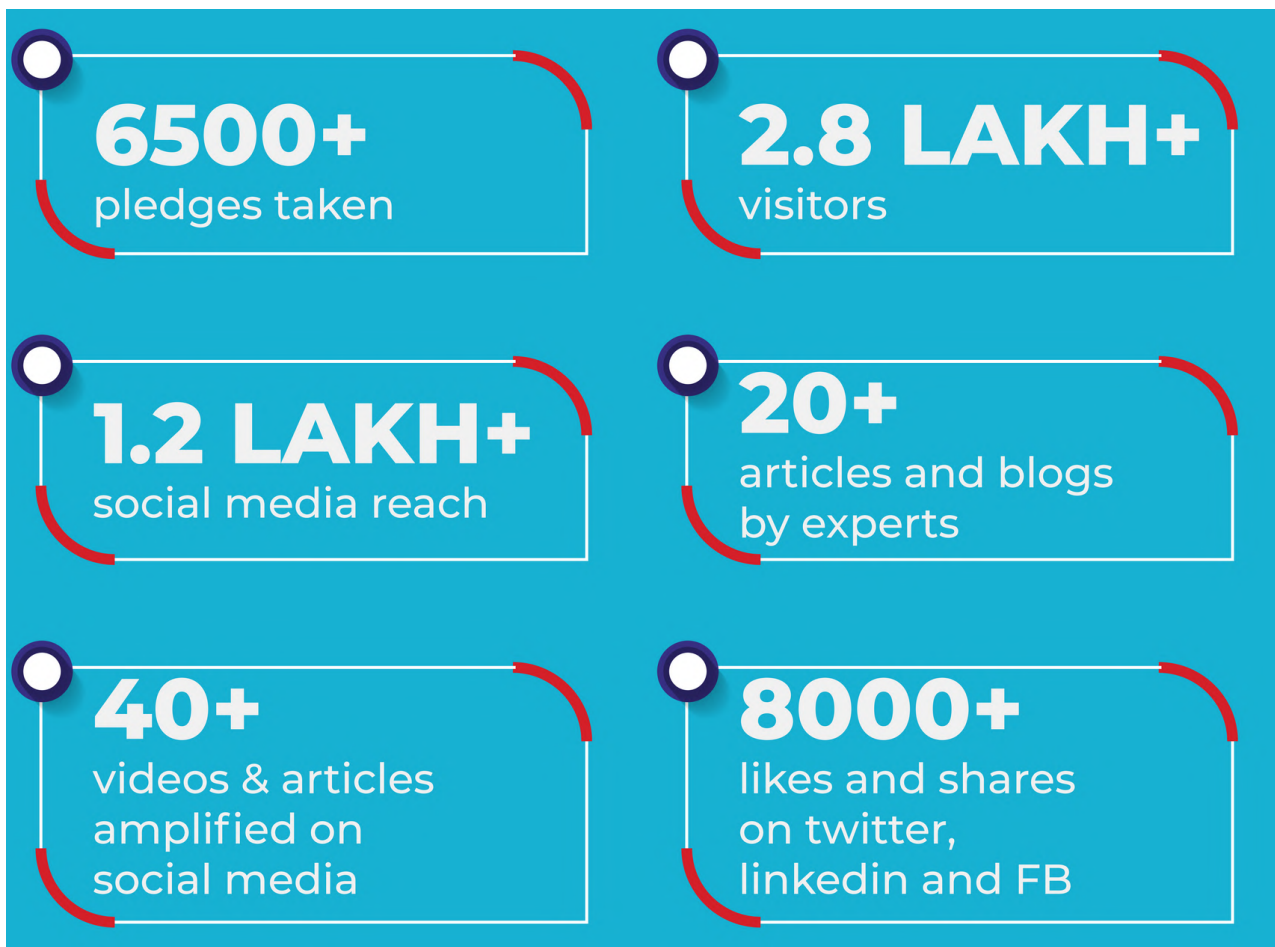 6500+
pledges taken
2.8 LAKH+
visitors
1.2 LAKH+
social media reach
20+
articles and blogs
by experts
40+
videos & articles
amplified on
social media
8000+
likes and shares
on twitter,
linkedin and FB